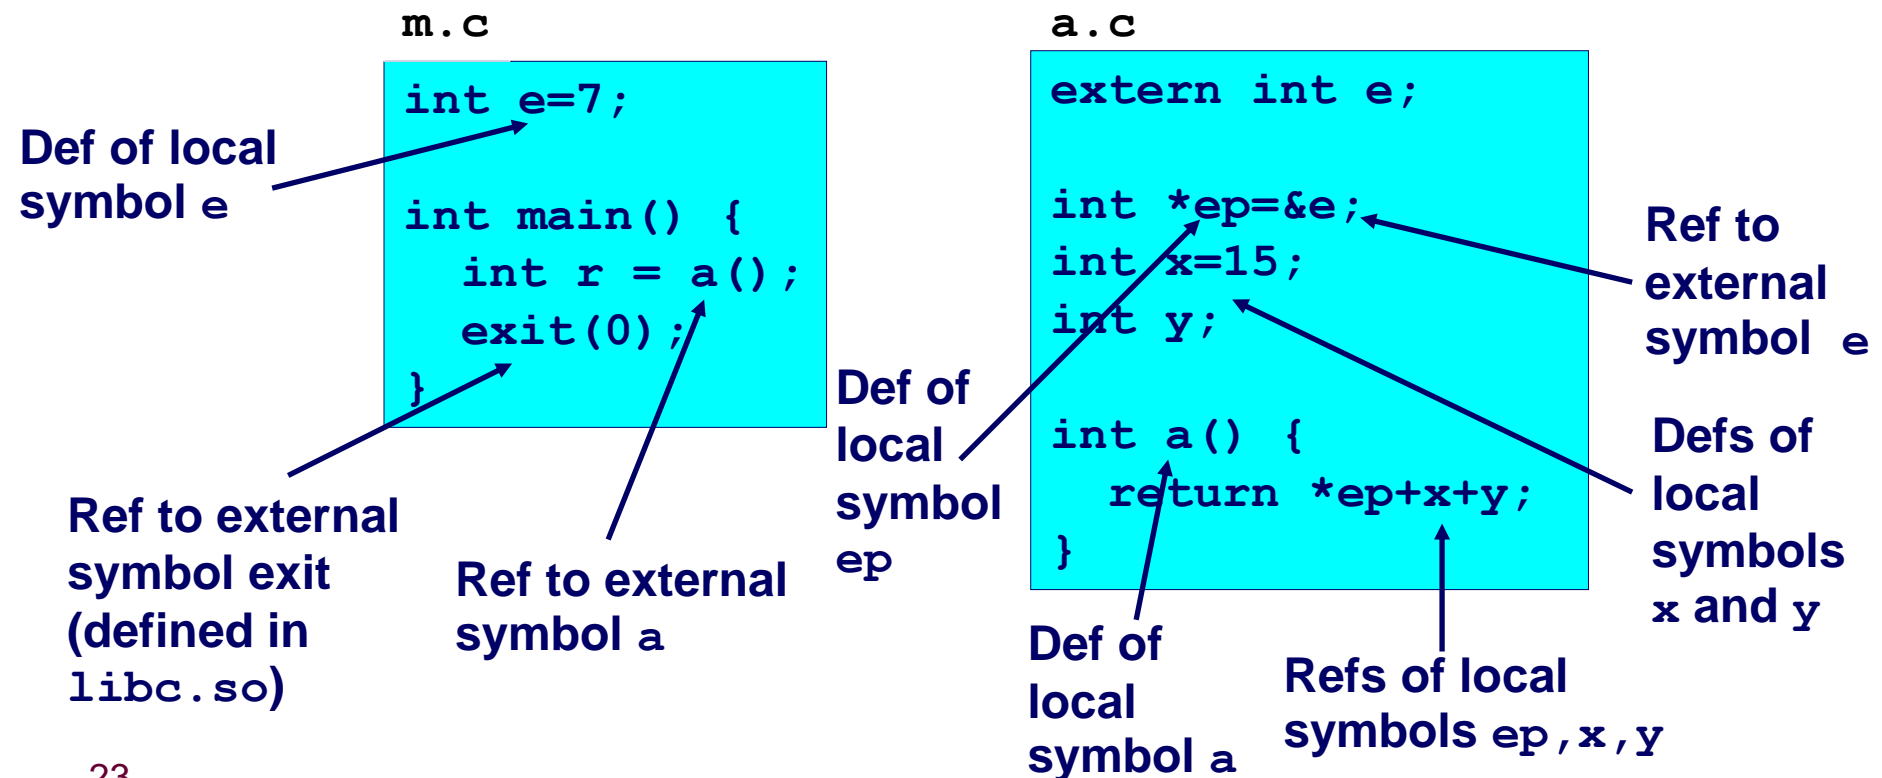 m.c
int e=7;
int main() {
int r = a();
exit(0);
}
Def of local
symbol e
Ref to external
symbol exit
(defined in
libc.so)
Ref to external
symbol a
a.c
extern int e;
int *ep=&e;
int x=15;
int y;
int a() {
return *ep+x+y;
}
Def of
local
symbol
ep
Ref to
external
symbol e
Defs of
local
symbols
x and y
Def of
local
symbol a
Refs of local
symbols ep,x,y
23